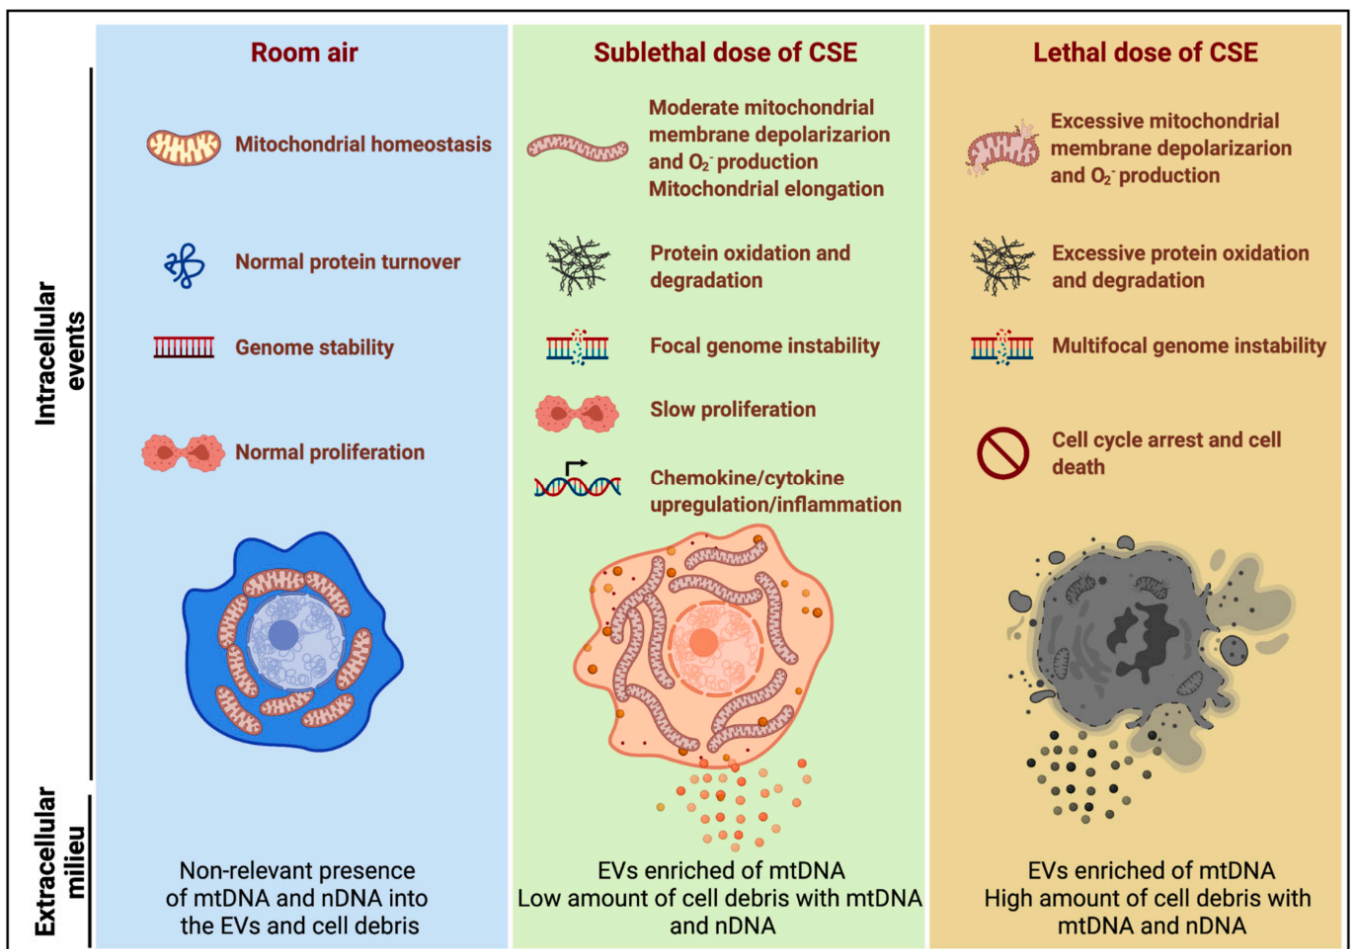 Room air
Mitochondrial homeostasis
Normal protein turnover
Genome stability
Normal proliferation
Non-relevant presence
of mtDNA and nDNA into
the EVs and cell debris
Sublethal dose of CSE
Moderate mitochondrial
membrane depolarizarion
and O₂⁻ production
Mitochondrial elongation
Protein oxidation and
degradation
Focal genome instability
Slow proliferation
Chemokine/cytokine
upregulation/inflammation
EVs enriched of mtDNA
Low amount of cell debris with mtDNA
and nDNA
Lethal dose of CSE
Excessive mitochondrial
membrane depolarizarion
and O₂⁻ production
Excessive protein oxidation
and degradation
Multifocal genome instability
Cell cycle arrest and cell
death
EVs enriched of mtDNA
High amount of cell debris with
mtDNA and nDNA
Intracellular
events
Extracellular
milieu